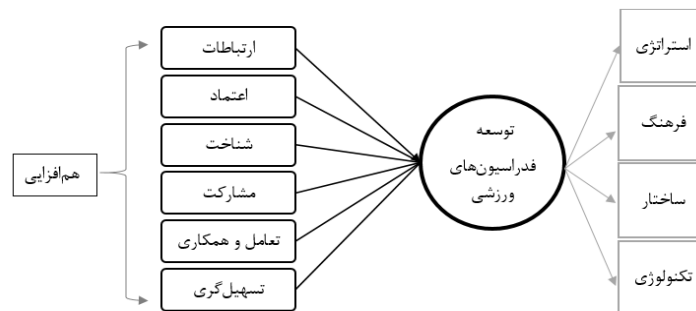 هم‌افزایی
ارتباطات
اعتماد
شناخت
مشارکت
تعامل و همکاری
تسهیل‌گری
توسعه
فدراسیون‌های
ورزشی
استراتژی
فرهنگ
ساختار
تکنولوژی